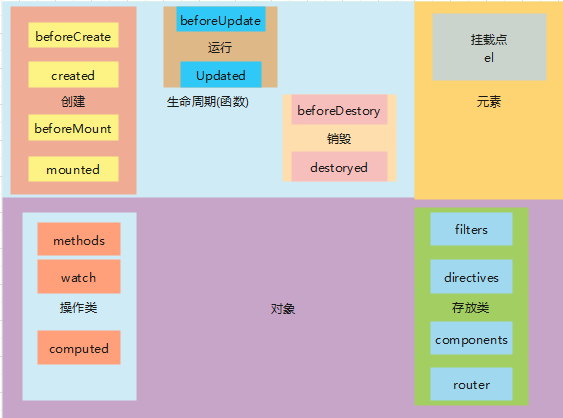 beforeCreate
created
创建
beforeMount
mounted
beforeUpdate
运行
Updated
生命周期(函数)
beforeDestory
销毁
destoryed
挂载点
el
元素
methods
watch
操作类
computed
对象
filters
directives
存放类
components
router